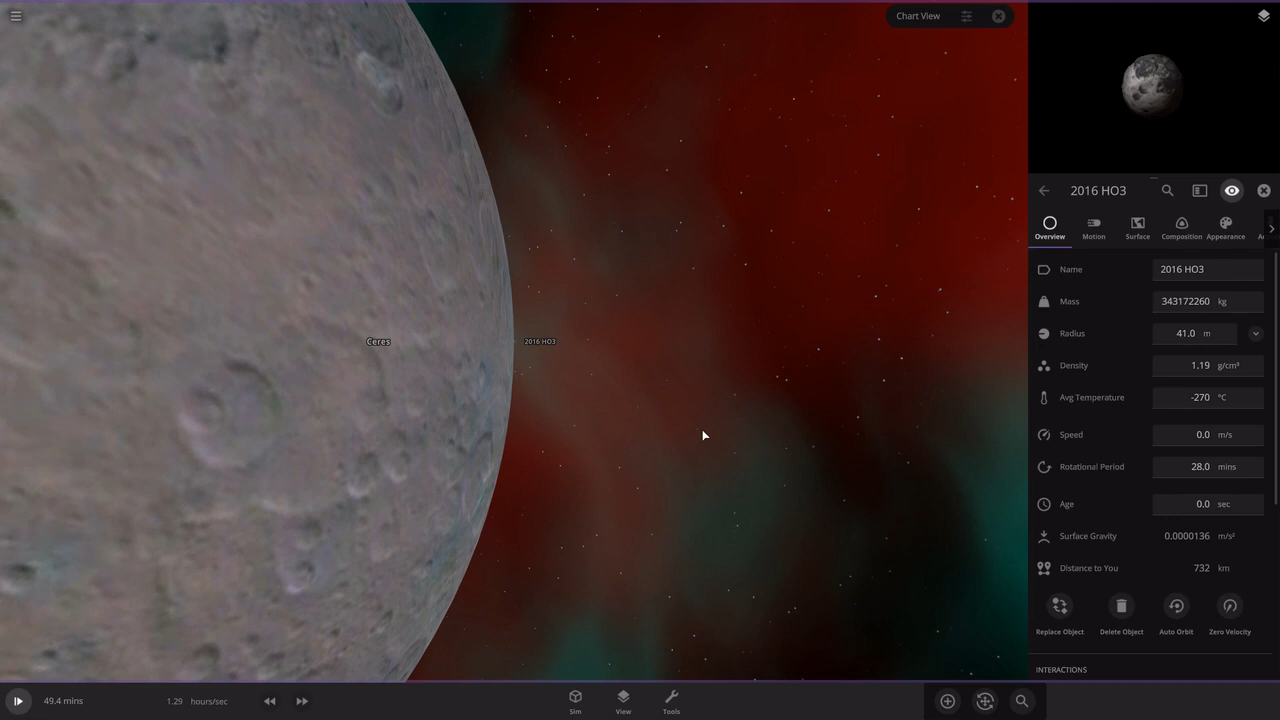 Chart View
Ceres
2016 HO3
2016 HO3
Overview
Motion
Surface
Composition
Appearance
Name 2016 HO3
Mass 343172260 kg
Radius 41.0 m
Density 1.19 g/cm³
Avg Temperature -270 °C
Speed 0.0 m/s
Rotational Period 28.0 mins
Age 0.0 sec
Surface Gravity 0.0000136 m/s²
Distance to You 732 km
Replace Object
Delete Object
Auto Orbit
Zero Velocity
INTERACTIONS
49.4 mins
1.29 hours/sec
Sim
View
Tools